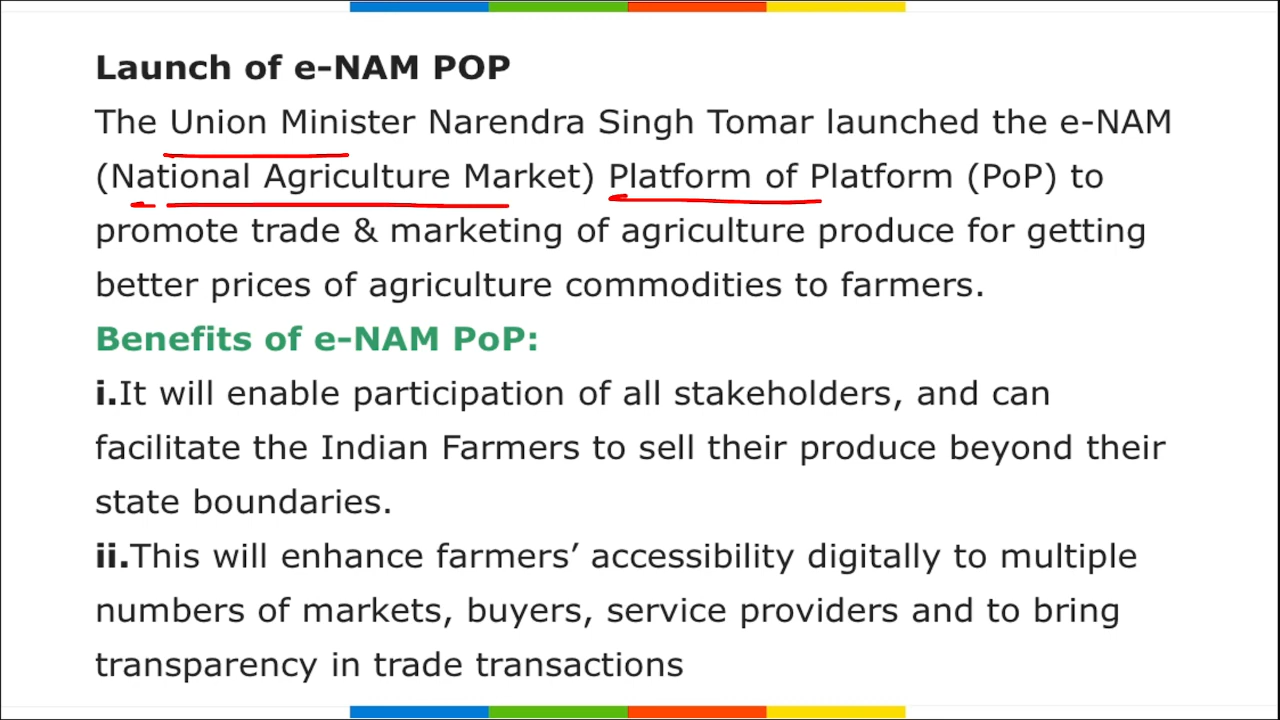 Launch of e-NAM POP
The Union Minister Narendra Singh Tomar launched the e-NAM
(National Agriculture Market) Platform of Platform (PoP) to
promote trade & marketing of agriculture produce for getting
better prices of agriculture commodities to farmers.
Benefits of e-NAM PoP:
i.It will enable participation of all stakeholders, and can
facilitate the Indian Farmers to sell their produce beyond their
state boundaries.
ii.This will enhance farmers’ accessibility digitally to multiple
numbers of markets, buyers, service providers and to bring
transparency in trade transactions